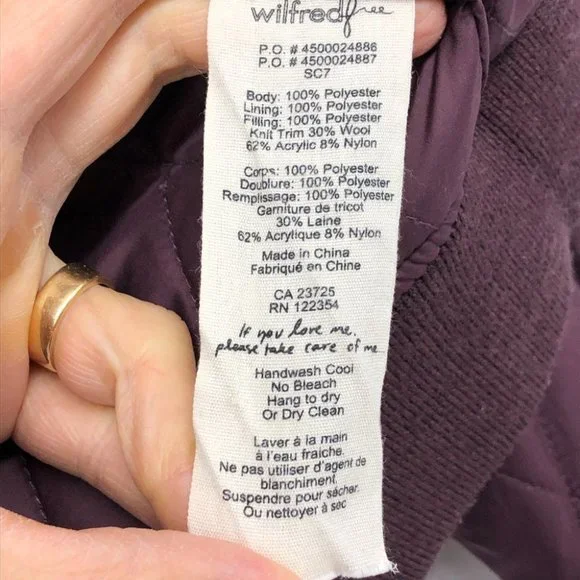 wilfred free
P.O. # 4500024886
P.O. # 4500024887
SC7
Body: 100% Polyester
Lining: 100% Polyester
Filling: 100% Polyester
Knit Trim 30% Wool
62% Acrylic 8% Nylon
Corps: 100% Polyester
Doublure: 100% Polyester
Remplissage: 100% Polyester
Garniture de tricot
30% Laine
62% Acrylique 8% Nylon
Made in China
Fabriqué en Chine
CA 23725
RN 122354
If you love me,
please take care of me
Handwash Cool
No Bleach
Hang to dry
Or Dry Clean
Laver à la main
à l'eau fraîche.
Ne pas utiliser d'agent de
blanchiment.
Suspendre pour sécher.
Ou nettoyer à sec